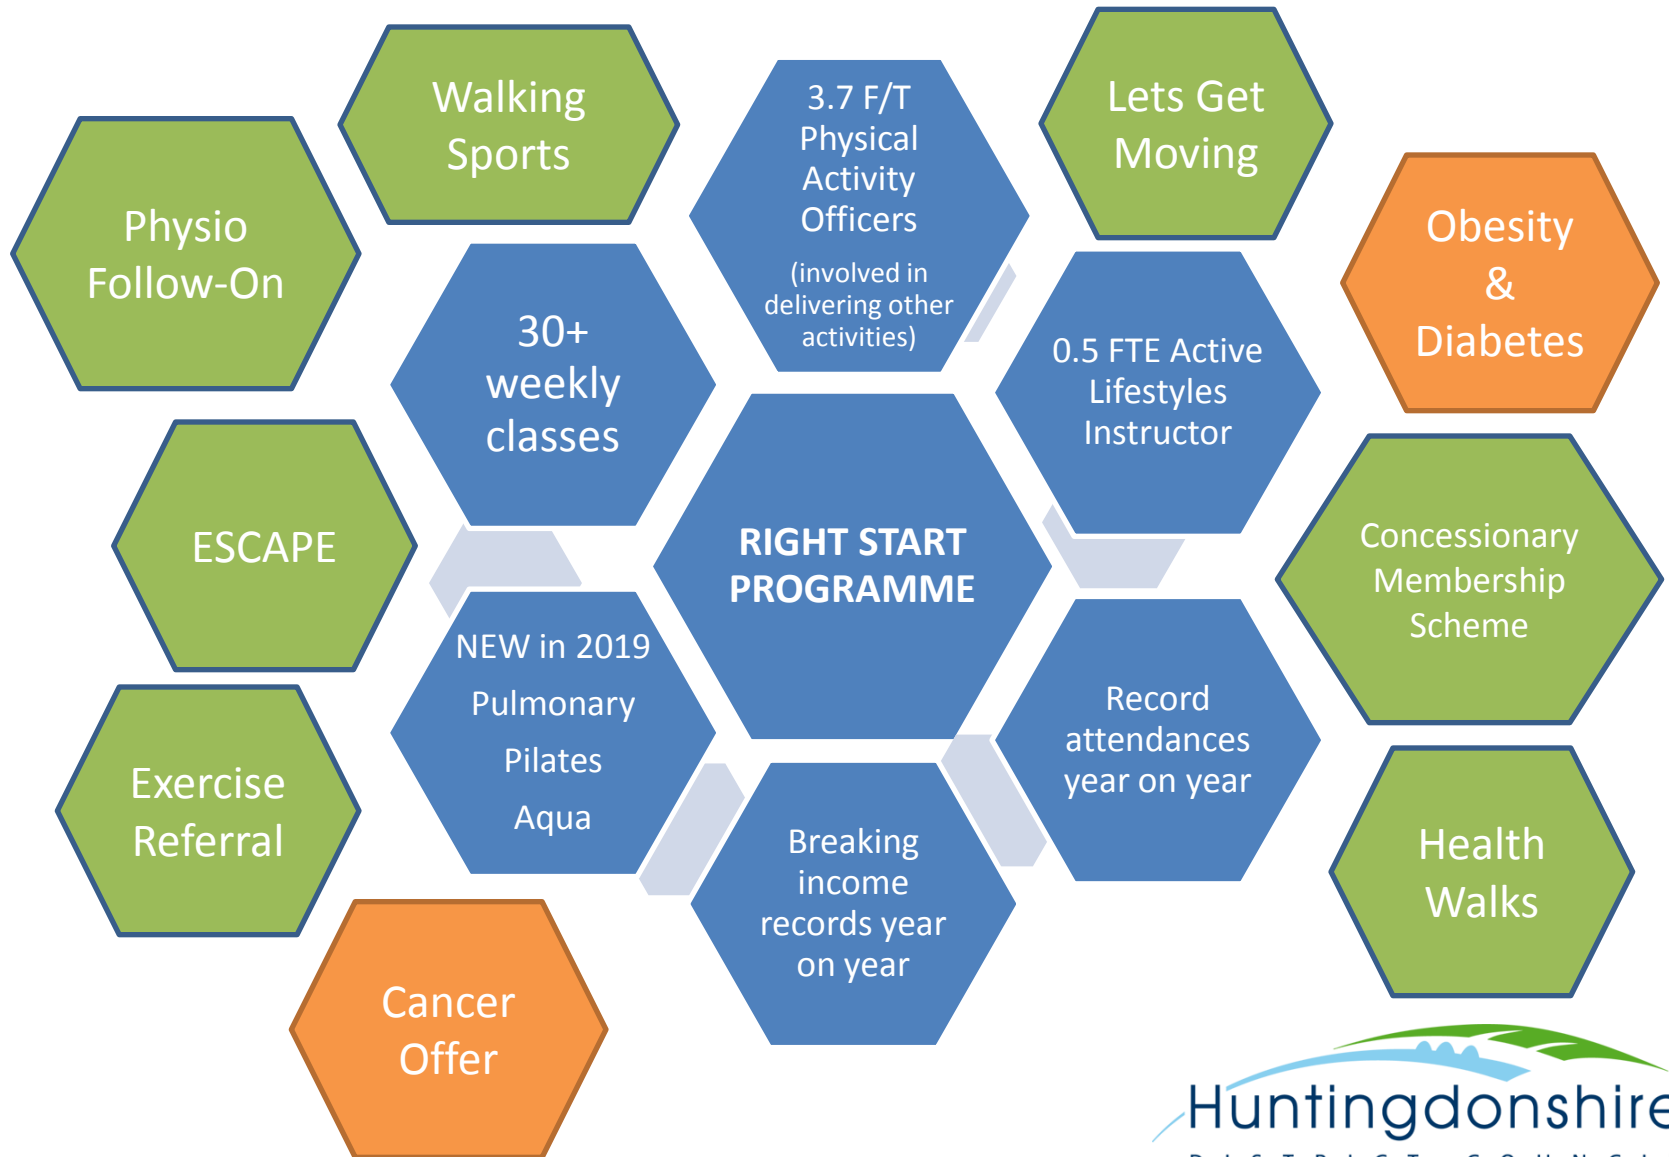 Walking
Sports
3.7 F/T
Physical
Activity
Officers
(involved in
delivering other
activities)
Lets Get
Moving
Physio
Follow-On
Obesity
&
Diabetes
30+
weekly
classes
0.5 FTE Active
Lifestyles
Instructor
ESCAPE
RIGHT START
PROGRAMME
Concessionary
Membership
Scheme
NEW in 2019
Pulmonary
Pilates
Aqua
Record
attendances
year on year
Exercise
Referral
Breaking
income
records year
on year
Health
Walks
Cancer
Offer
Huntingdonshire
D I S T R I C T C O U N C I L